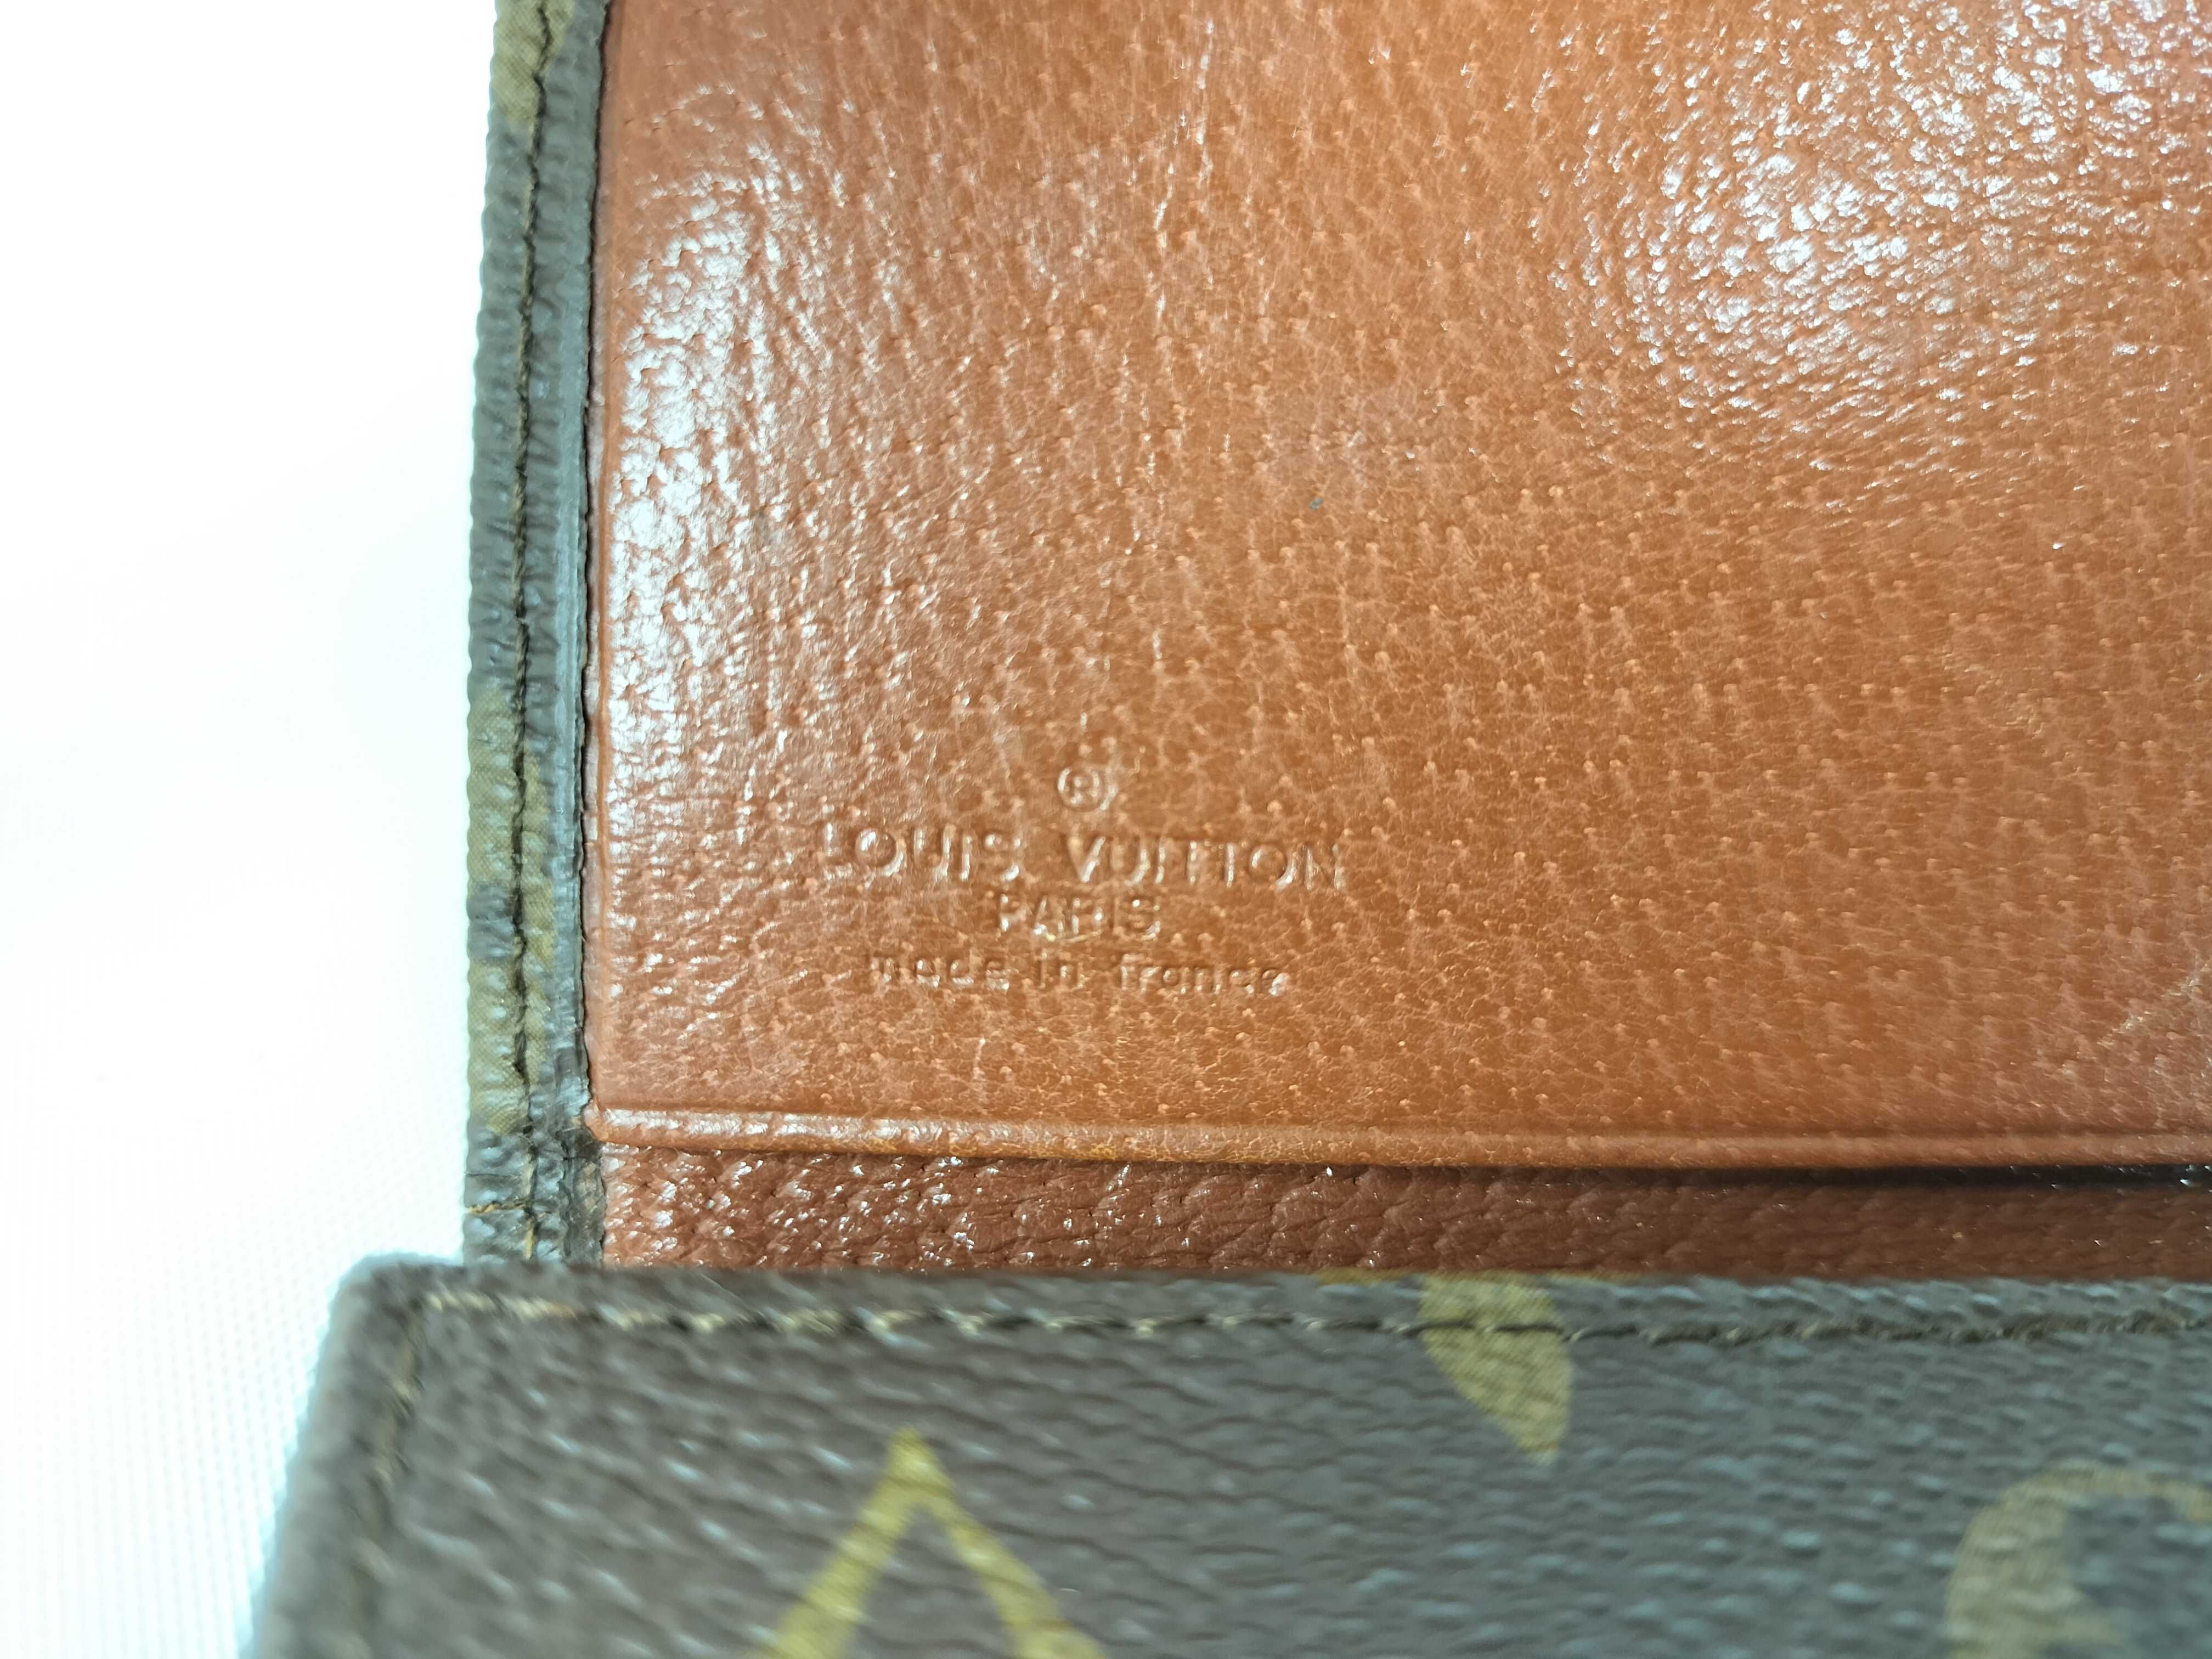 ®
LOUIS VUITTON
PARIS
made in france